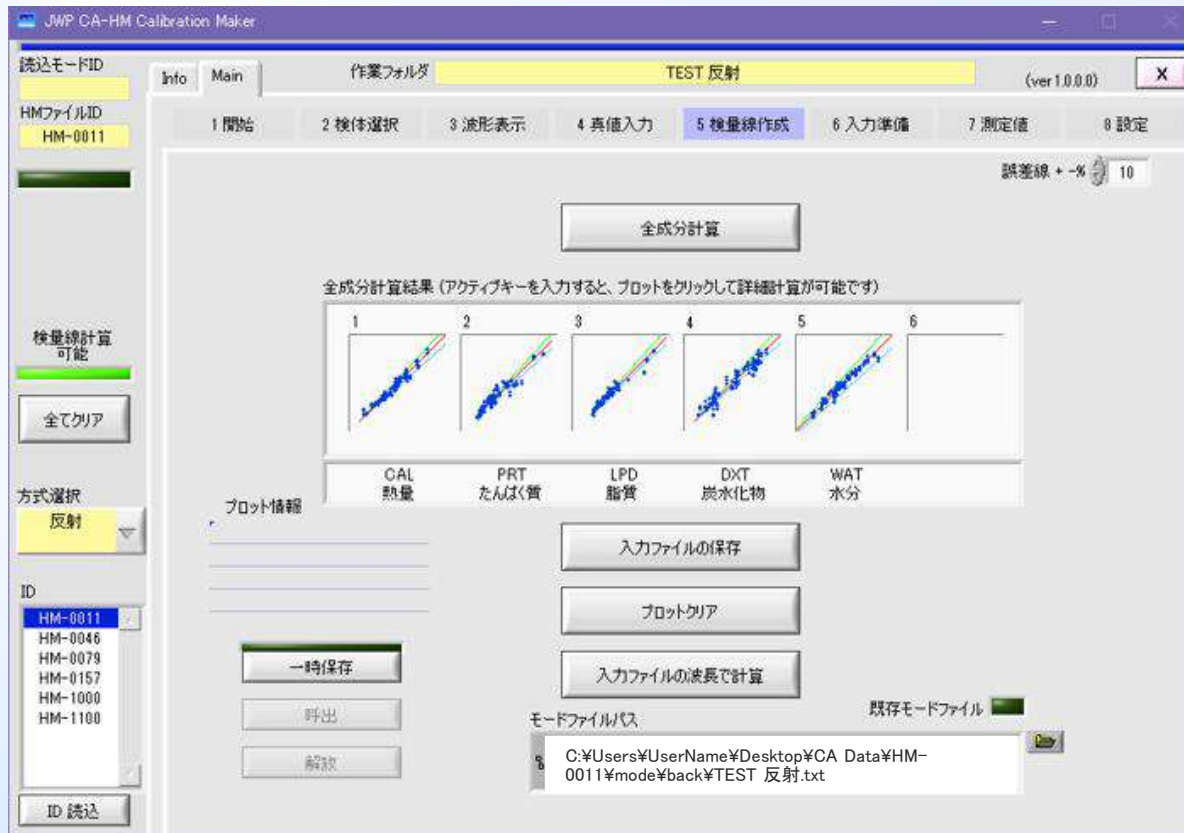 JWP CA-HM Calibration Maker
読込モードID
Info
Main
作業フォルダ
TEST 反射
(ver 1.0.0.0)
X
HMファイルID
HM-0011
1 開始
2 検体選択
3 波形表示
4 真値入力
5 検量線作成
6 入力準備
7 測定値
8 設定
誤差線 + -%
10
全成分計算
全成分計算結果 (アクティブキーを入力すると、プロットをクリックして詳細計算が可能です)
1
2
3
4
5
6
検量線計算
可能
全てクリア
CAL
熱量
PRT
たんぱく質
LPD
脂質
DXT
炭水化物
WAT
水分
方式選択
反射
プロット情報
入力ファイルの保存
プロットクリア
入力ファイルの波長で計算
ID
HM-0011
HM-0046
HM-0079
HM-0157
HM-1000
HM-1100
一時保存
呼出
解放
既存モードファイル
モードファイルパス
%
C:¥Users¥UserName¥Desktop¥CA Data¥HM-
0011¥mode¥back¥TEST 反射.txt
ID 読込